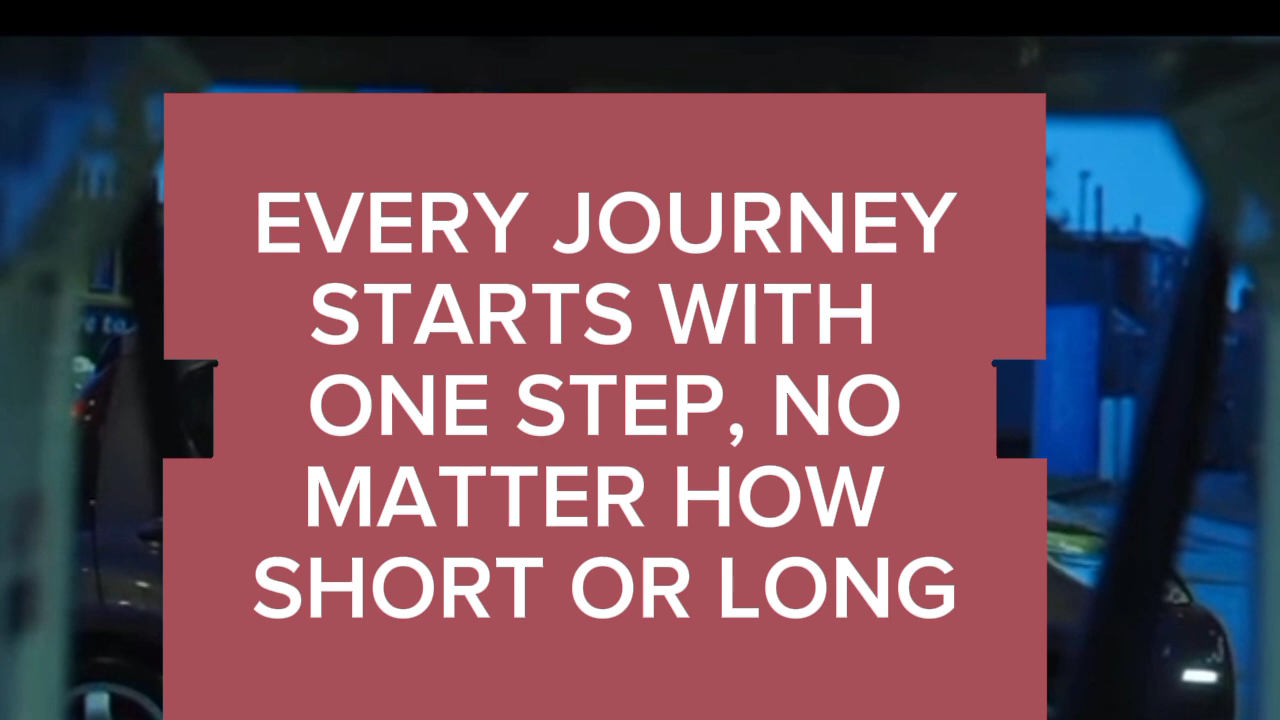 EVERY JOURNEY
STARTS WITH
ONE STEP, NO
MATTER HOW
SHORT OR LONG